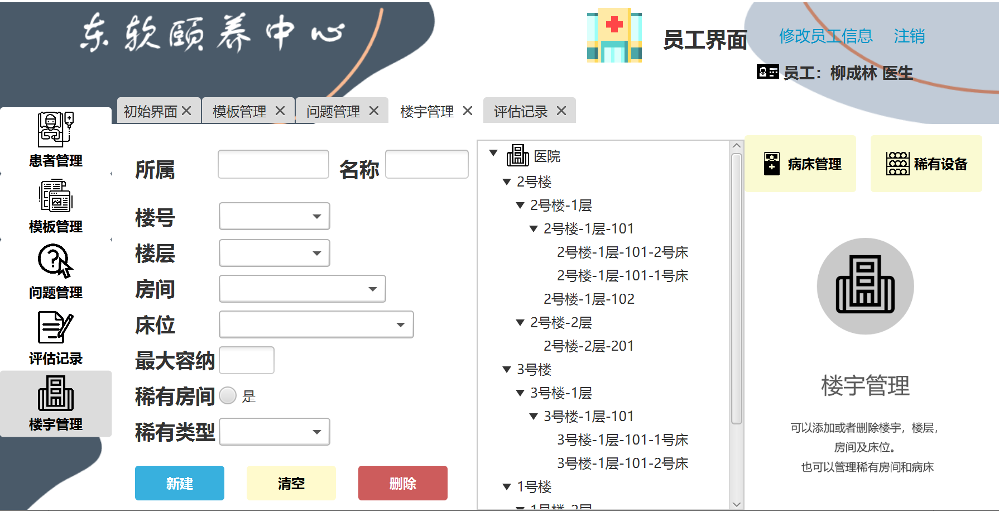 东软颐养中心
员工界面
修改员工信息 注销
员工：柳成林 医生
初始界面 模板管理 问题管理 楼宇管理 评估记录
患者管理
模板管理
问题管理
评估记录
楼宇管理
所属 名称
楼号
楼层
房间
床位
最大容纳
稀有房间 是
稀有类型
新建 清空 删除
医院
2号楼
2号楼-1层
2号楼-1层-101
2号楼-1层-101-2号床
2号楼-1层-101-1号床
2号楼-1层-102
2号楼-2层
2号楼-2层-201
3号楼
3号楼-1层
3号楼-1层-101
3号楼-1层-101-1号床
3号楼-1层-101-2号床
1号楼
1号楼-2层
病床管理 稀有设备
楼宇管理
可以添加或者删除楼宇，楼层，
房间及床位。
也可以管理稀有房间和病床